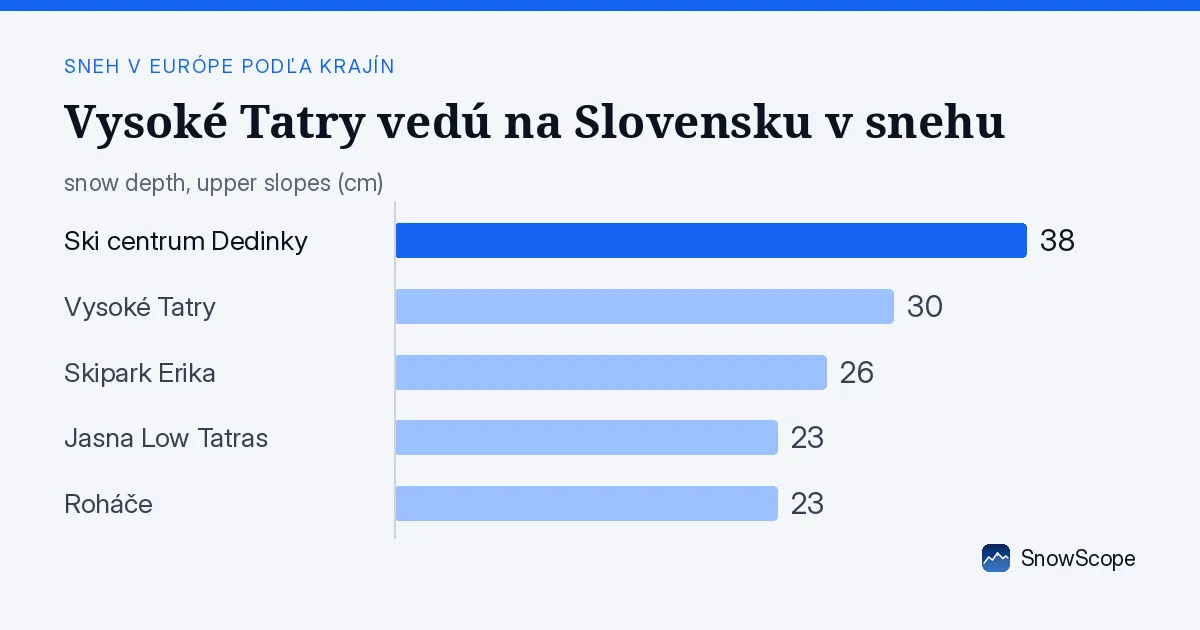 SNEH V EURÓPE PODĽA KRAJÍN
Vysoké Tatry vedú na Slovensku v snehu
snow depth, upper slopes (cm)
Ski centrum Dedinky 38
Vysoké Tatry 30
Skipark Erika 26
Jasna Low Tatras 23
Roháče 23
SnowScope